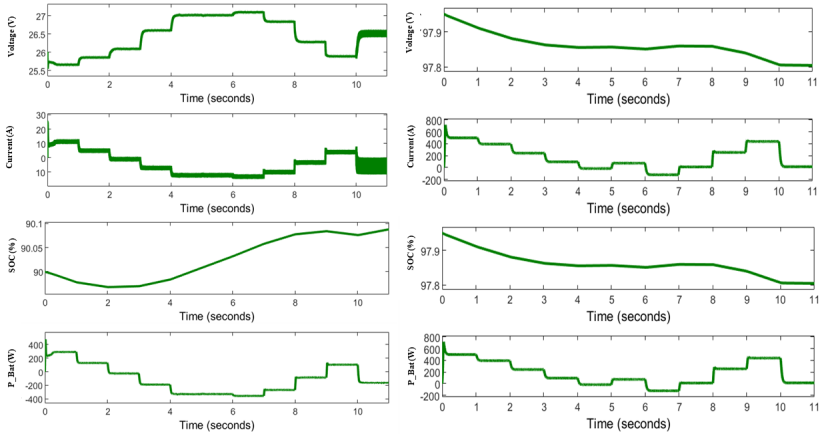 Voltage (V)
27
26.5
26
25.5
0 2 4 6 8 10
Time (seconds)
Current (A)
30
20
10
0
10
0 2 4 6 8 10
Time (seconds)
SOC (%)
90.1
90.05
90
0 2 4 6 8 10
Time (seconds)
P_Bat (W)
400
200
0
-200
-400
0 2 4 6 8 10
Time (seconds)
Voltage (V)
97.9
97.8
0 1 2 3 4 5 6 7 8 9 10 11
Time (seconds)
Current (A)
800
600
400
200
0
-200
0 1 2 3 4 5 6 7 8 9 10 11
Time (seconds)
SOC (%)
97.9
97.8
0 1 2 3 4 5 6 7 8 9 10 11
Time (seconds)
P_Bat (W)
800
600
400
200
0
-200
0 1 2 3 4 5 6 7 8 9 10 11
Time (seconds)